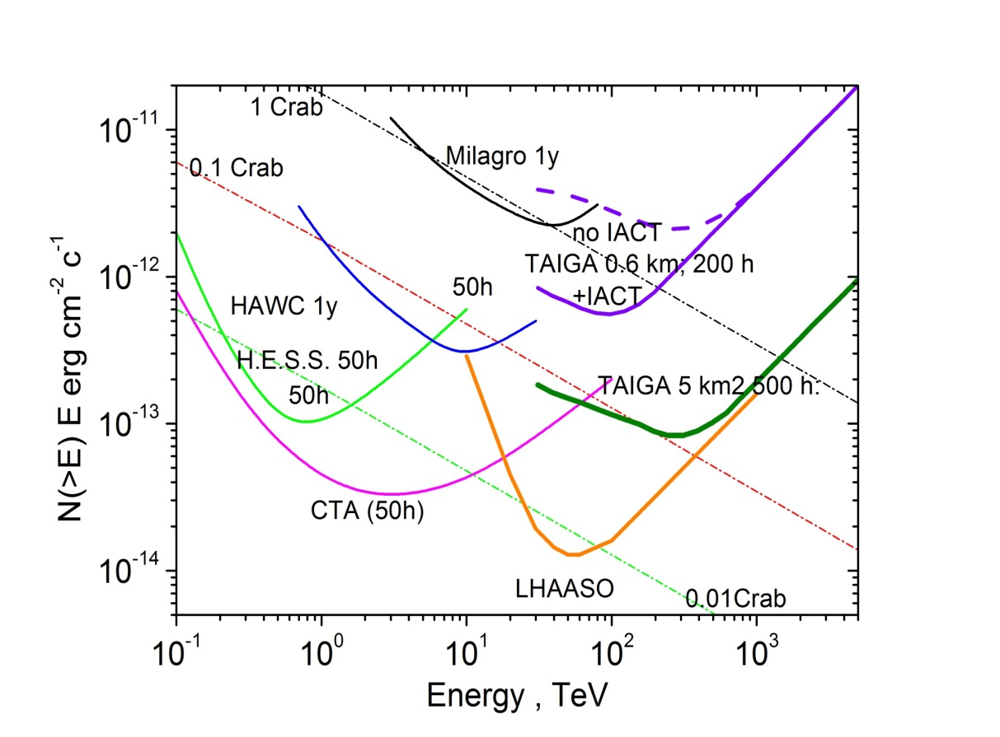 1 Crab
10⁻¹¹
Milagro 1y
0.1 Crab
no IACT
TAIGA 0.6 km; 200 h
10⁻¹²
50h
+IACT
HAWC 1y
H.E.S.S. 50h
50h
TAIGA 5 km2 500 h.
10⁻¹³
CTA (50h)
10⁻¹⁴
LHAASO
0.01Crab
N(>E) E erg cm⁻² c⁻¹
10⁻¹ 10⁰ 10¹ 10² 10³
Energy , TeV